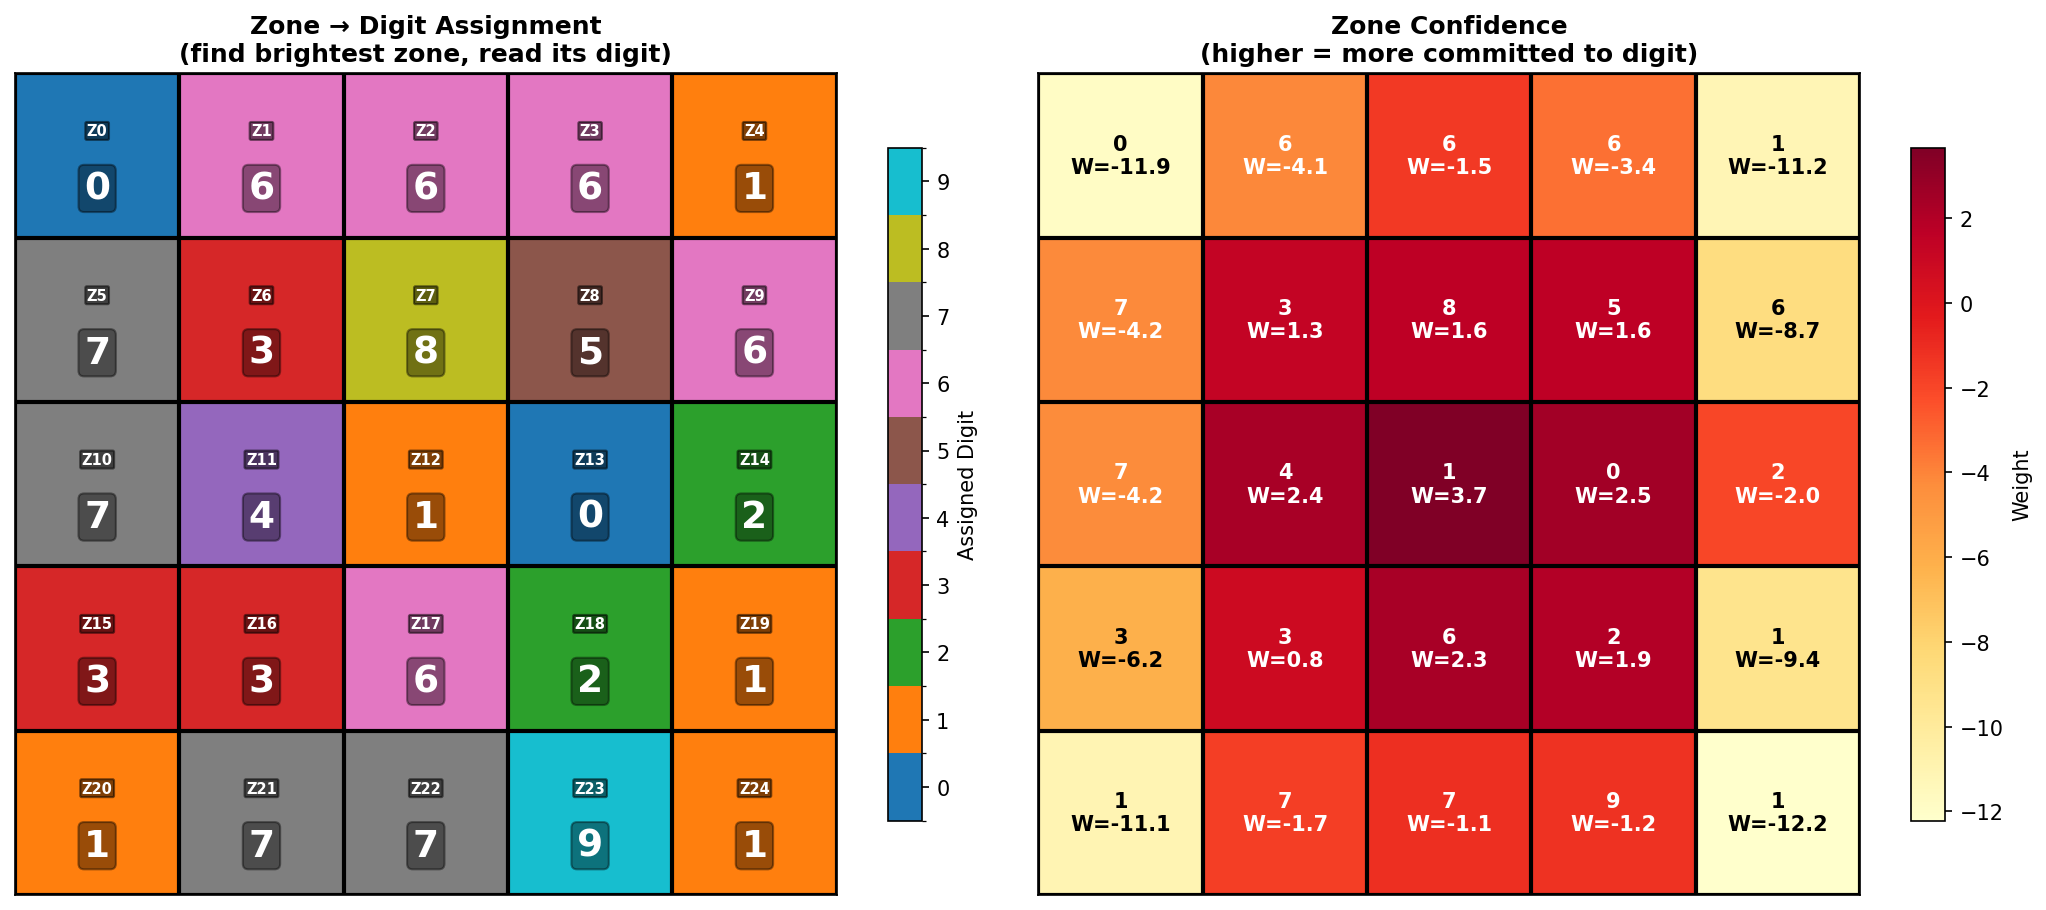 Zone → Digit Assignment
(find brightest zone, read its digit)
Z0
0
Z1
6
Z2
6
Z3
6
Z4
1
Z5
7
Z6
3
Z7
8
Z8
5
Z9
6
Z10
7
Z11
4
Z12
1
Z13
0
Z14
2
Z15
3
Z16
3
Z17
6
Z18
2
Z19
1
Z20
1
Z21
7
Z22
7
Z23
9
Z24
1
9
8
7
6
5
4
3
2
1
0
Assigned Digit
Zone Confidence
(higher = more committed to digit)
0
W=-11.9
6
W=-4.1
6
W=-1.5
6
W=-3.4
1
W=-11.2
7
W=-4.2
3
W=1.3
8
W=1.6
5
W=1.6
6
W=-8.7
7
W=-4.2
4
W=2.4
1
W=3.7
0
W=2.5
2
W=-2.0
3
W=-6.2
3
W=0.8
6
W=2.3
2
W=1.9
1
W=-9.4
1
W=-11.1
7
W=-1.7
7
W=-1.1
9
W=-1.2
1
W=-12.2
2
0
−2
−4
−6
−8
−10
−12
Weight